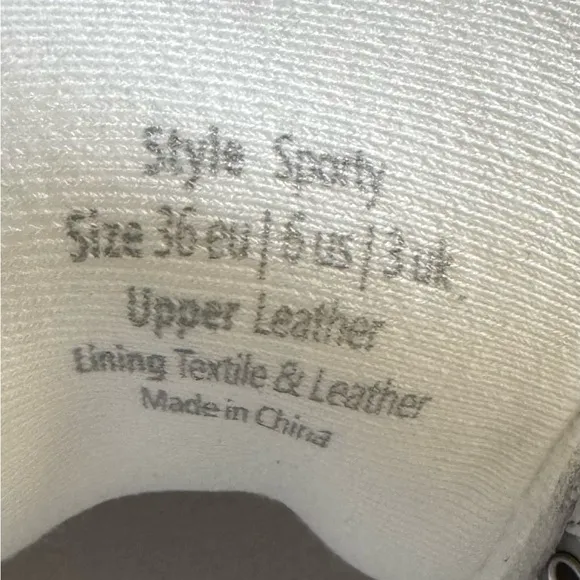 Style Sporty
Size 36 eu | 6 us | 3 uk
Upper Leather
Lining Textile & Leather
Made in China